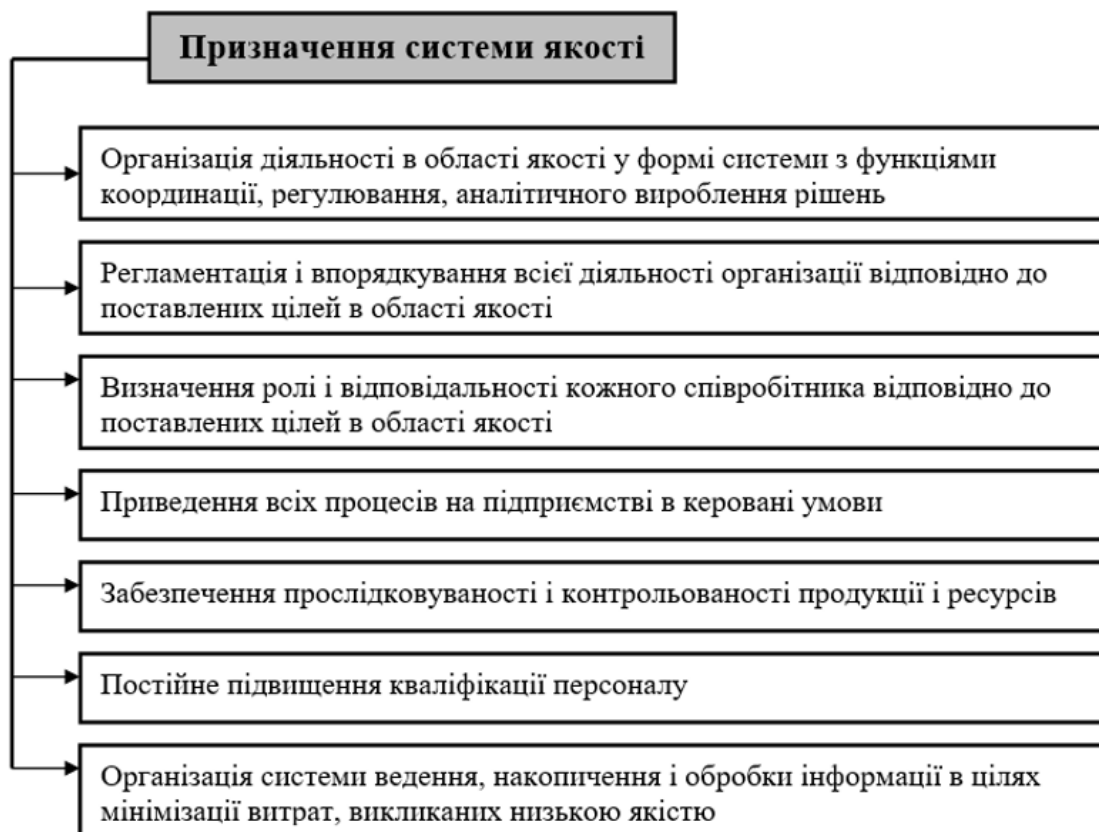 Призначення системи якості
Організація діяльності в області якості у формі системи з функціями
координації, регулювання, аналітичного вироблення рішень
Регламентація і впорядкування всієї діяльності організації відповідно до
поставлених цілей в області якості
Визначення ролі і відповідальності кожного співробітника відповідно до
поставлених цілей в області якості
Приведення всіх процесів на підприємстві в керовані умови
Забезпечення прослідковуваності і контрольованості продукції і ресурсів
Постійне підвищення кваліфікації персоналу
Організація системи ведення, накопичення і обробки інформації в цілях
мінімізації витрат, викликаних низькою якістю